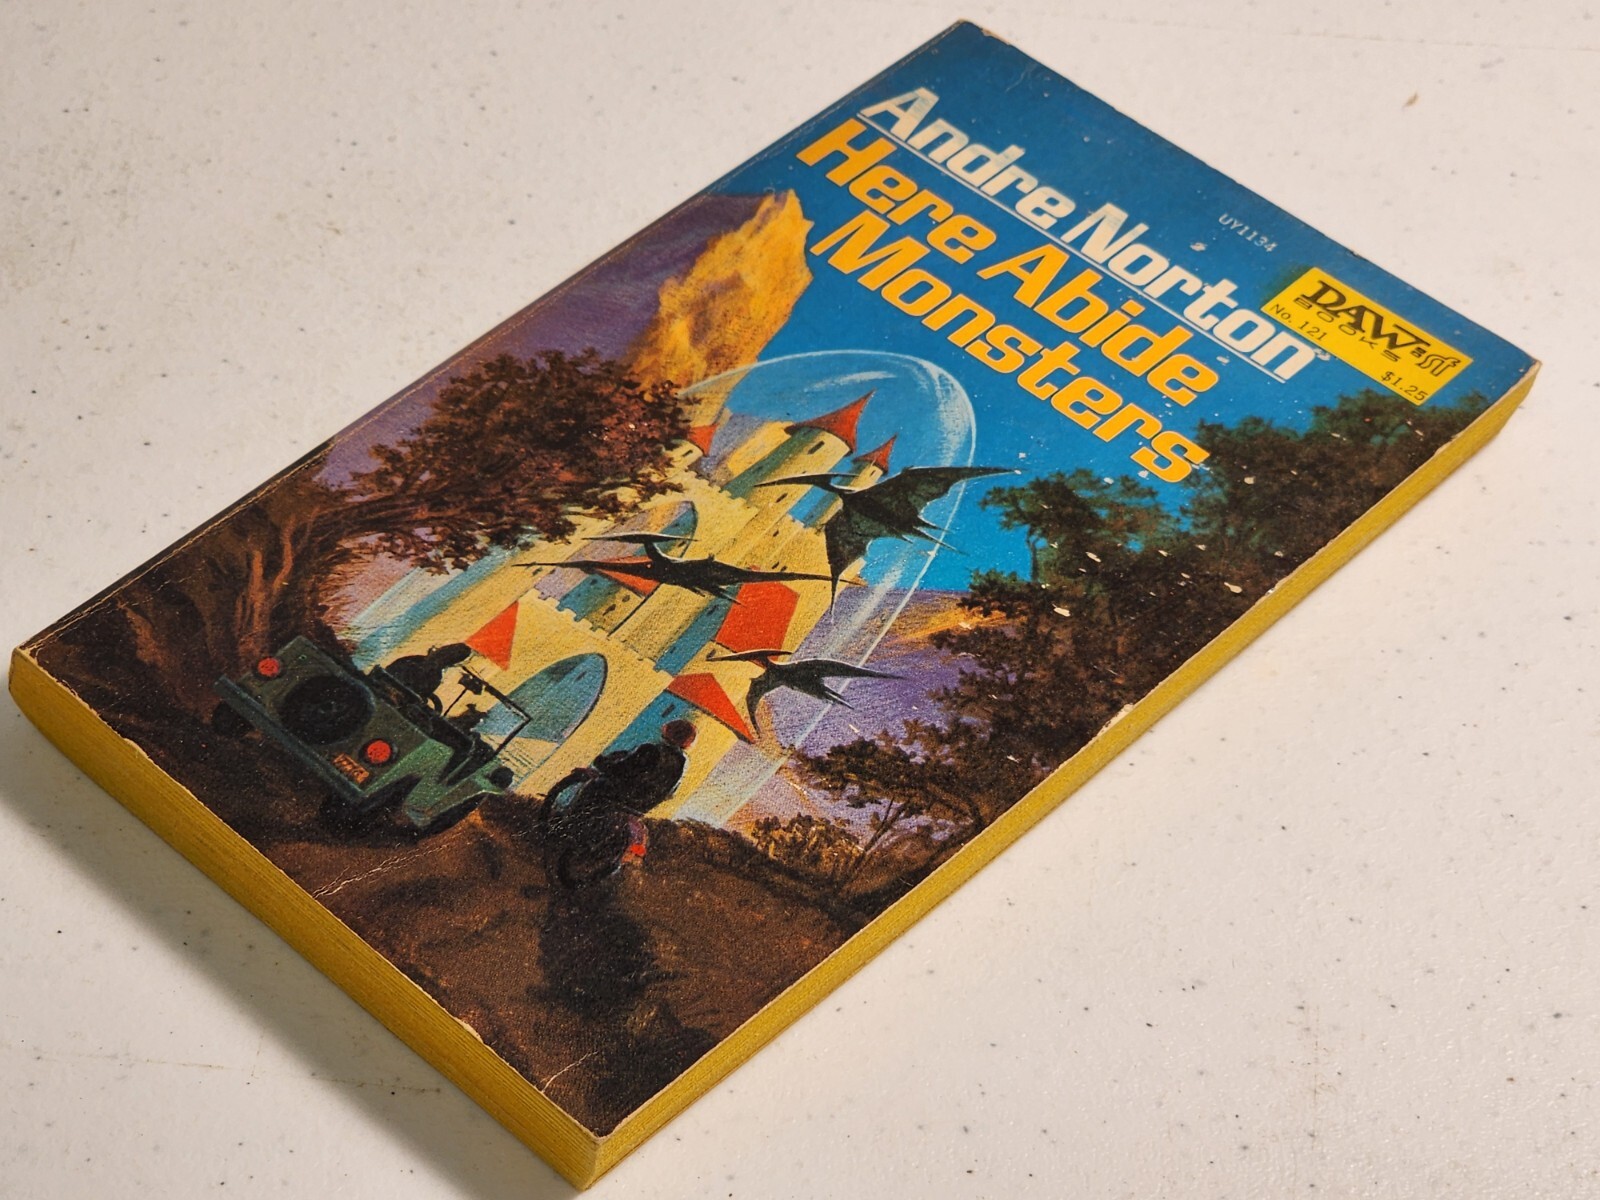 UY1134
Andre Norton
Here Abide
Monsters
DAW sf
BOOKS
No. 121
$1.25